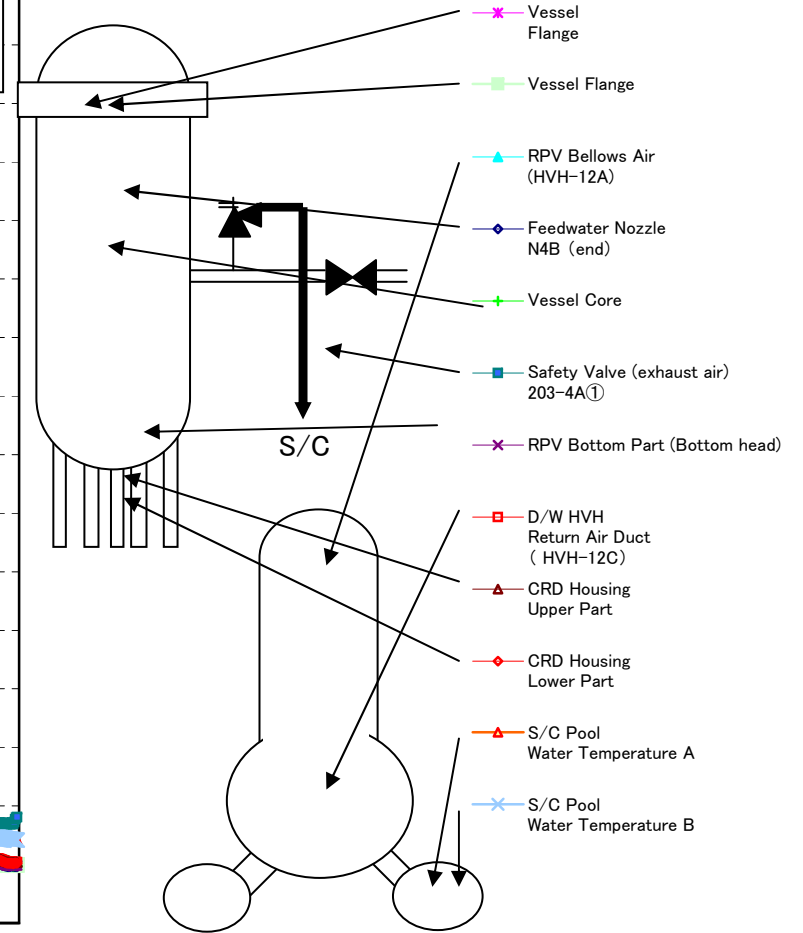 Vessel
Flange
Vessel Flange
RPV Bellows Air
(HVH-12A)
Feedwater Nozzle
N4B (end)
Vessel Core
Safety Valve (exhaust air)
203-4A①
S/C
RPV Bottom Part (Bottom head)
D/W HVH
Return Air Duct
( HVH-12C)
CRD Housing
Upper Part
CRD Housing
Lower Part
S/C Pool
Water Temperature A
S/C Pool
Water Temperature B